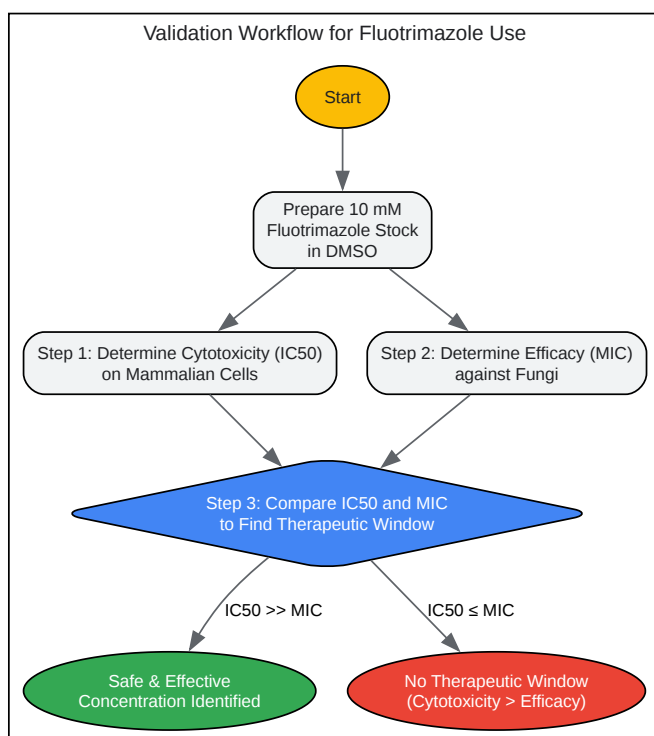 Validation Workflow for Fluotrimazole Use
Start
Prepare 10 mM
Fluotrimazole Stock
in DMSO
Step 1: Determine Cytotoxicity (IC50)
on Mammalian Cells
Step 2: Determine Efficacy (MIC)
against Fungi
Step 3: Compare IC50 and MIC
to Find Therapeutic Window
IC50 >> MIC
IC50 ≤ MIC
Safe & Effective
Concentration Identified
No Therapeutic Window
(Cytotoxicity > Efficacy)